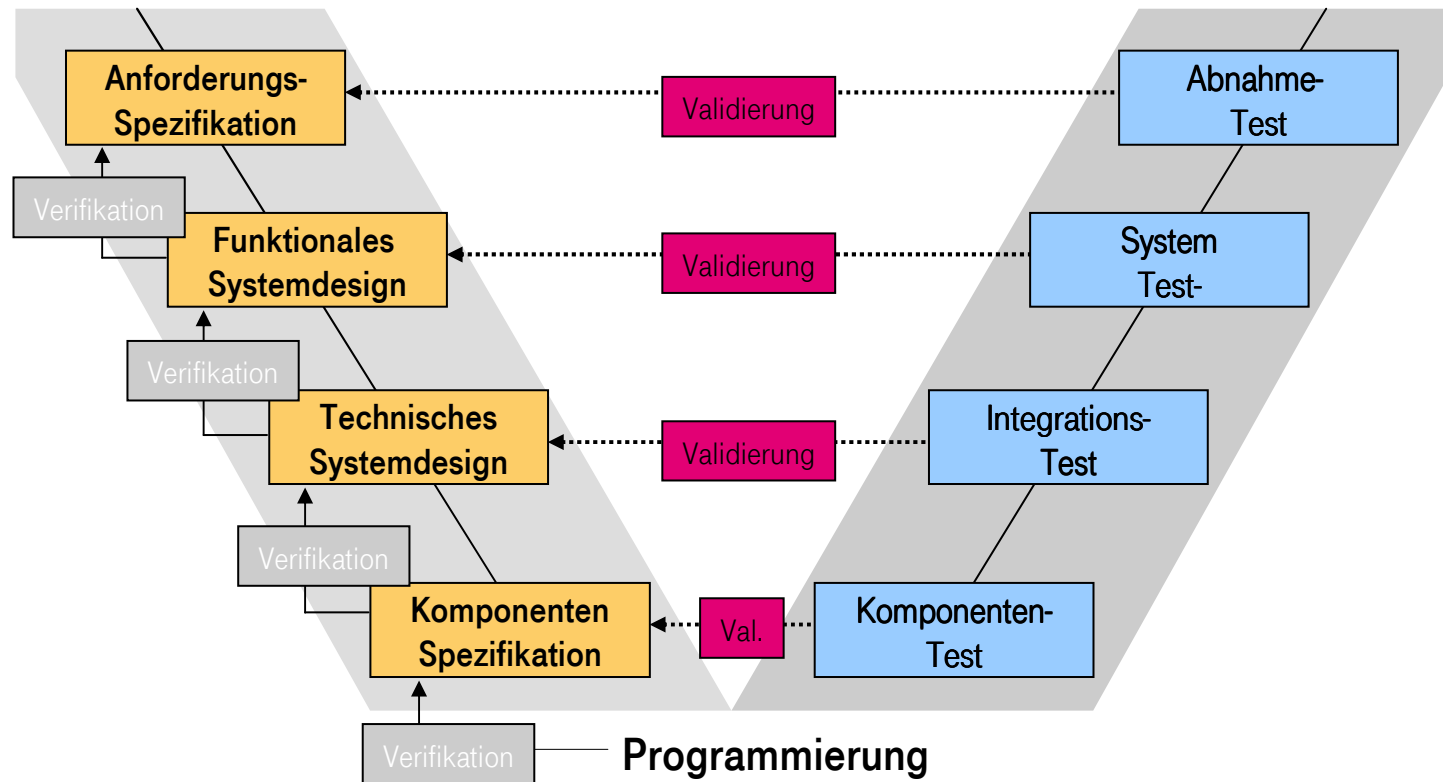 Anforderungs-
Spezifikation
Validierung
Abnahme-
Test
Verifikation
Funktionales
Systemdesign
Validierung
System
Test-
Verifikation
Technisches
Systemdesign
Validierung
Integrations-
Test
Verifikation
Komponenten
Spezifikation
Val.
Komponenten-
Test
Verifikation
Programmierung